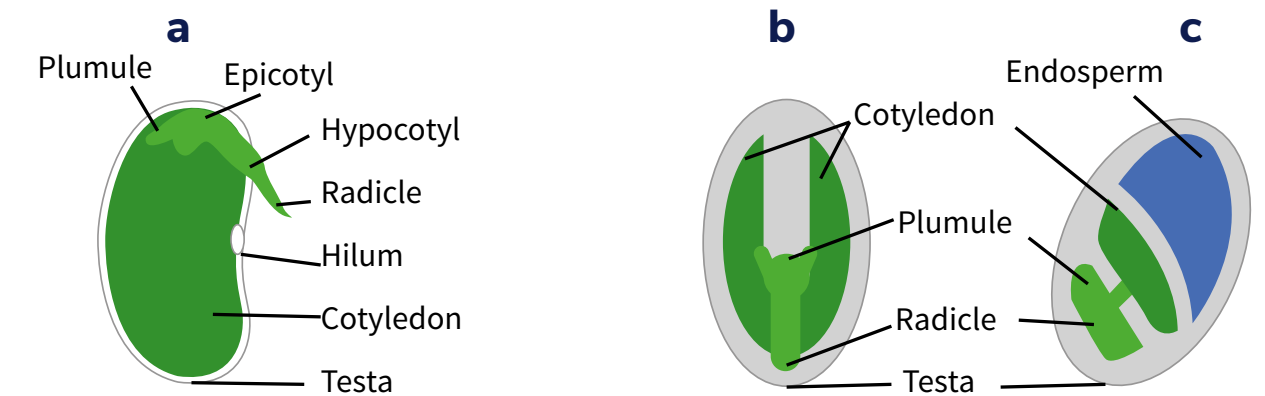 a
b
c
Plumule
Epicotyl
Hypocotyl
Radicle
Hilum
Cotyledon
Testa
Endosperm
Cotyledon
Plumule
Radicle
Testa